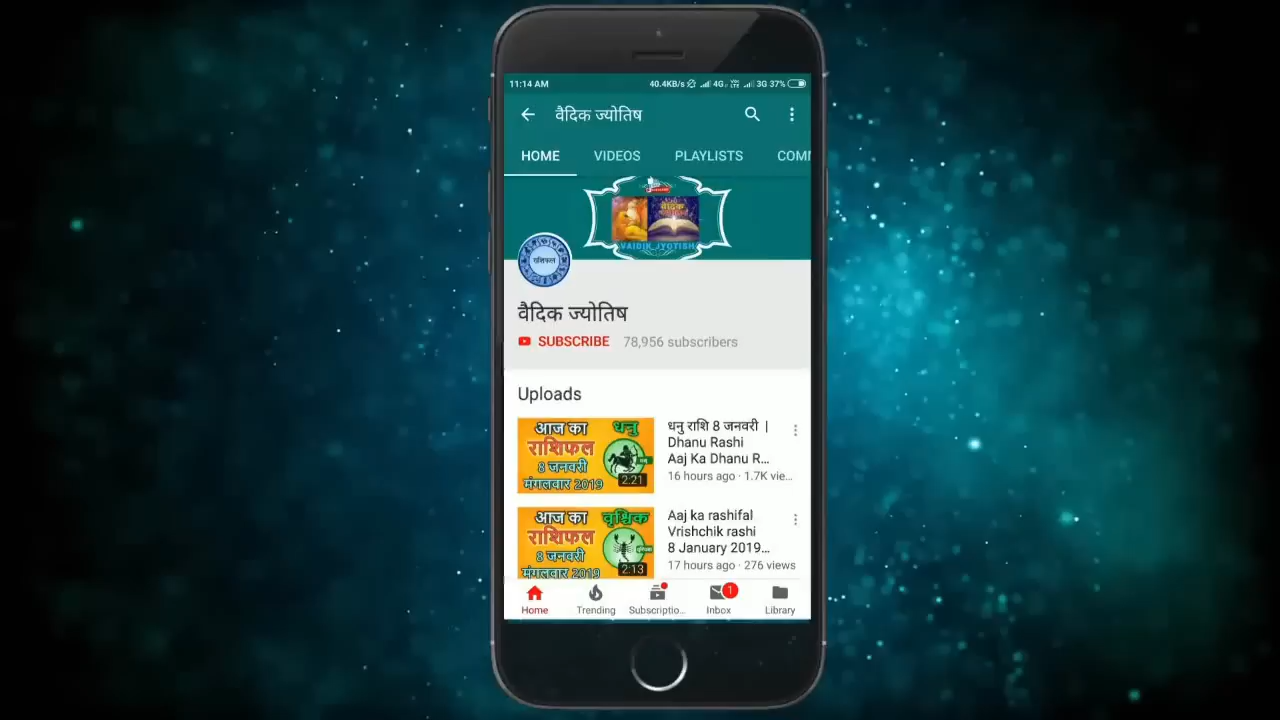 11:14 AM 40.4KB/s 4G VoLTE 3G 37%
वैदिक ज्योतिष
HOME VIDEOS PLAYLISTS COMM
वैदिक
VAIDIK JYOTISH
राशिफल
वैदिक ज्योतिष
SUBSCRIBE 78,956 subscribers
Uploads
आज का धनु
राशिफल
8 जनवरी
मंगलवार 2019 2:21
धनु राशि 8 जनवरी |
Dhanu Rashi
Aaj Ka Dhanu R...
16 hours ago · 1.7K vie...
आज का वृश्चिक
राशिफल
8 जनवरी
मंगलवार 2019 2:13
Aaj ka rashifal
Vrishchik rashi
8 January 2019...
17 hours ago · 276 views
Home Trending Subscriptio... Inbox 1 Library